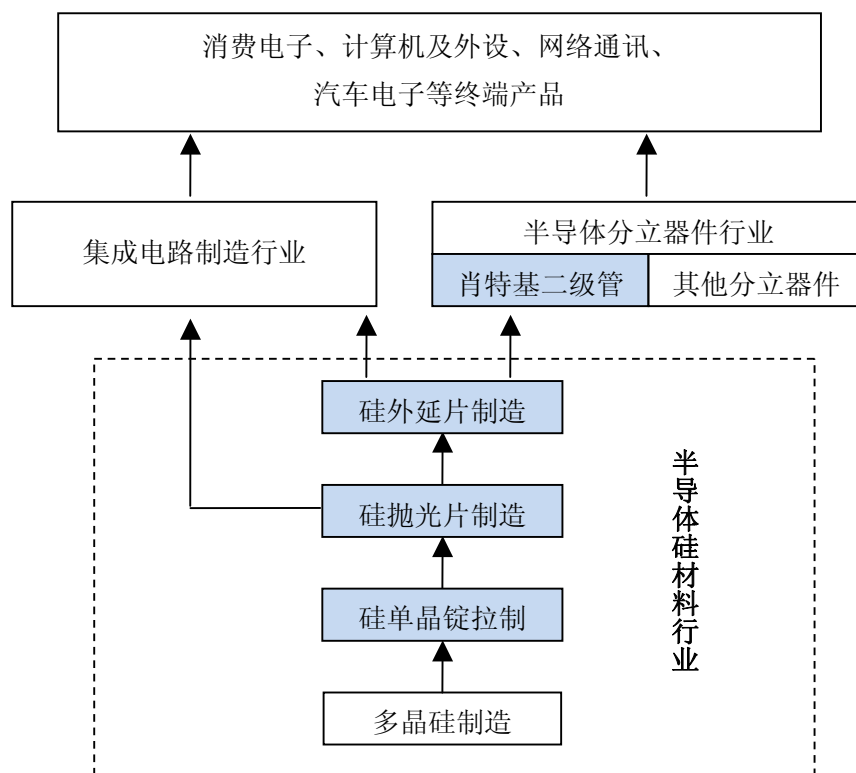 消费电子、计算机及外设、网络通讯、
汽车电子等终端产品
集成电路制造行业
半导体分立器件行业
肖特基二级管
其他分立器件
硅外延片制造
硅抛光片制造
硅单晶锭拉制
多晶硅制造
半导体硅材料行业